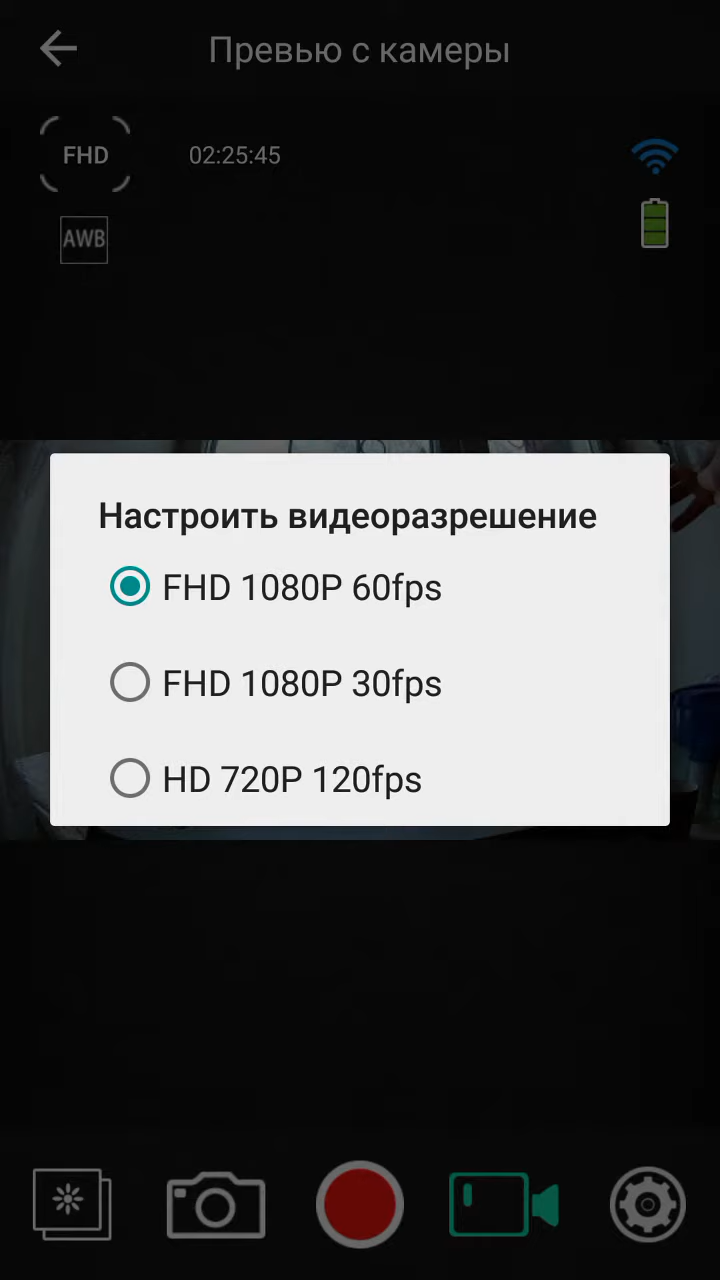 Превью с камеры
FHD
02:25:45
AWB
Настроить видеоразрешение
FHD 1080P 60fps
FHD 1080P 30fps
HD 720P 120fps